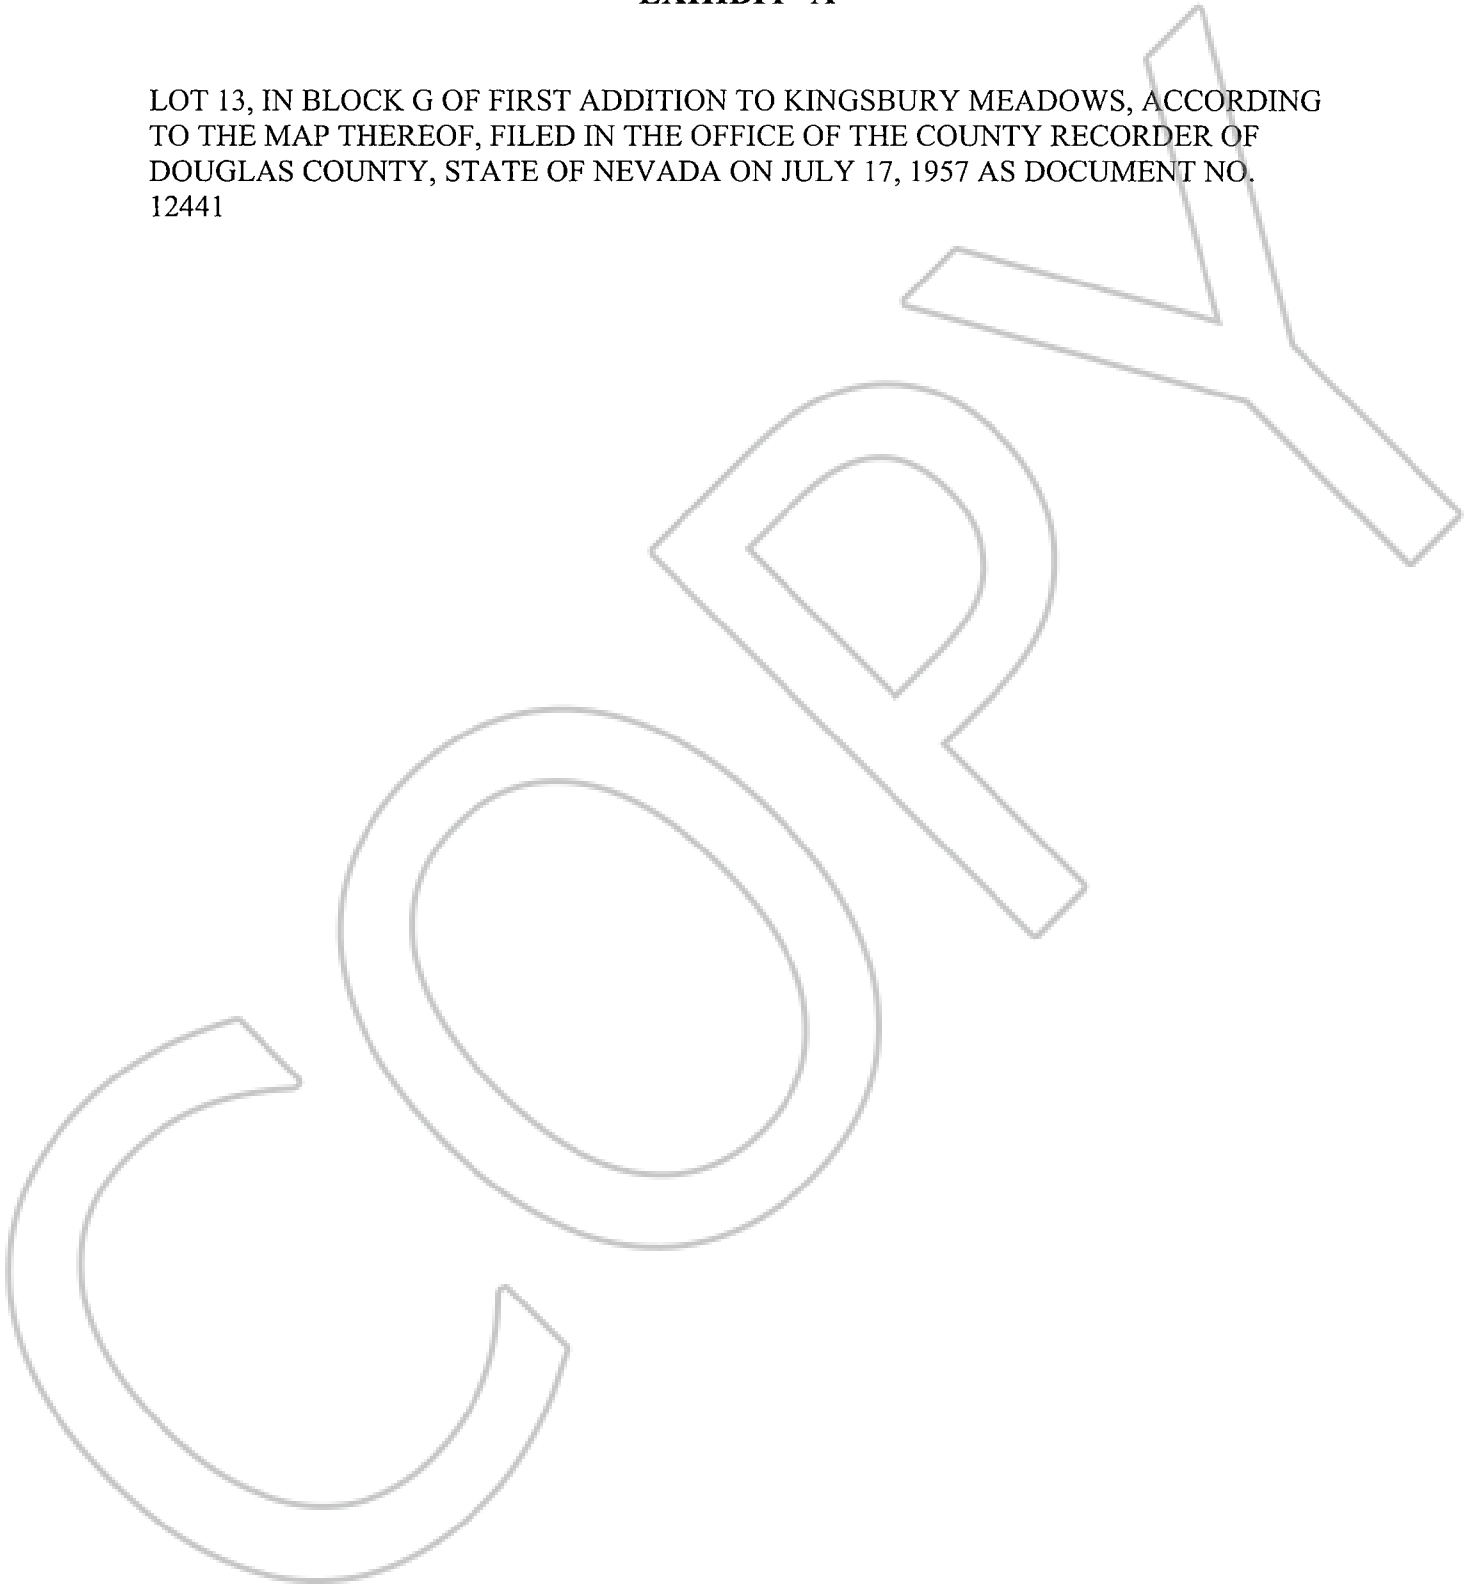 EXHIBIT A
LOT 13, IN BLOCK G OF FIRST ADDITION TO KINGSBURY MEADOWS, ACCORDING
TO THE MAP THEREOF, FILED IN THE OFFICE OF THE COUNTY RECORDER OF
DOUGLAS COUNTY, STATE OF NEVADA ON JULY 17, 1957 AS DOCUMENT NO.
12441
COPY